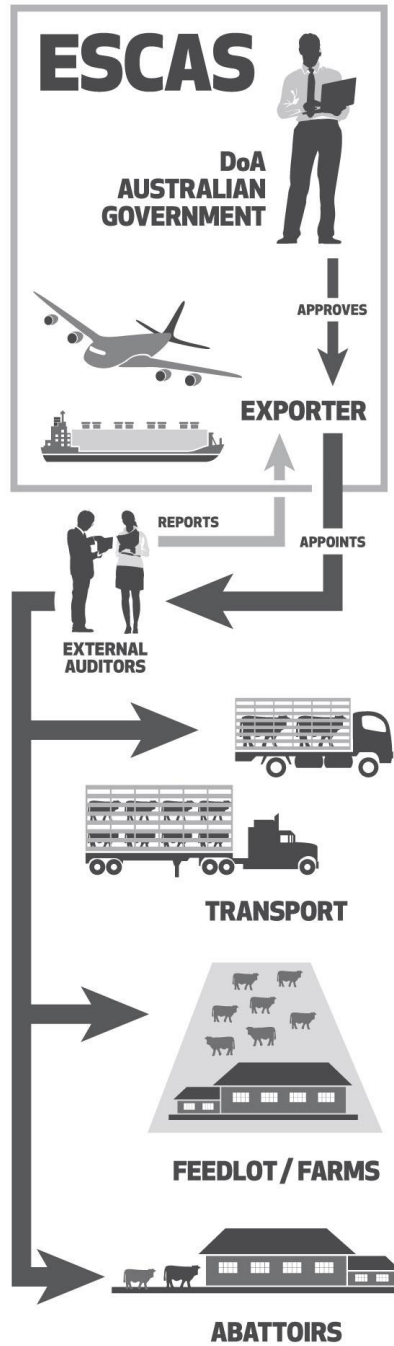 ESCAS
DoA
AUSTRALIAN
GOVERNMENT
APPROVES
EXPORTER
REPORTS
APPOINTS
EXTERNAL
AUDITORS
TRANSPORT
FEEDLOT / FARMS
ABATTOIRS